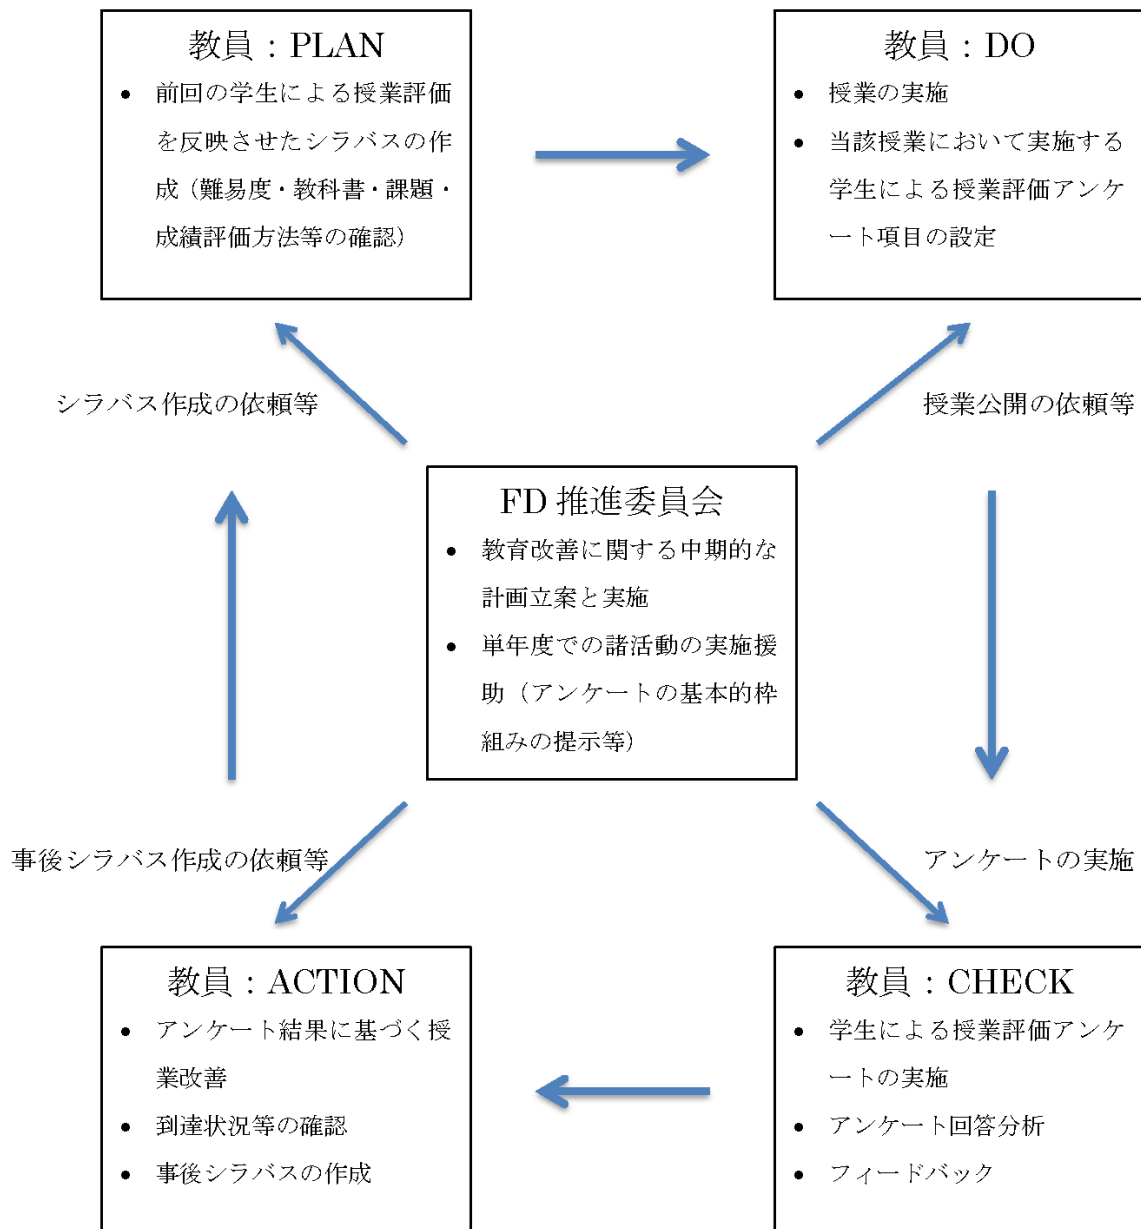 教員：PLAN
• 前回の学生による授業評価
を反映させたシラバスの作
成（難易度・教科書・課題・
成績評価方法等の確認）
教員：DO
• 授業の実施
• 当該授業において実施する
学生による授業評価アンケ
ート項目の設定
シラバス作成の依頼等
授業公開の依頼等
FD 推進委員会
• 教育改善に関する中期的な
計画立案と実施
• 単年度での諸活動の実施援
助（アンケートの基本的枠
組みの提示等）
事後シラバス作成の依頼等
アンケートの実施
教員：ACTION
• アンケート結果に基づく授
業改善
• 到達状況等の確認
• 事後シラバスの作成
教員：CHECK
• 学生による授業評価アンケ
ートの実施
• アンケート回答分析
• フィードバック